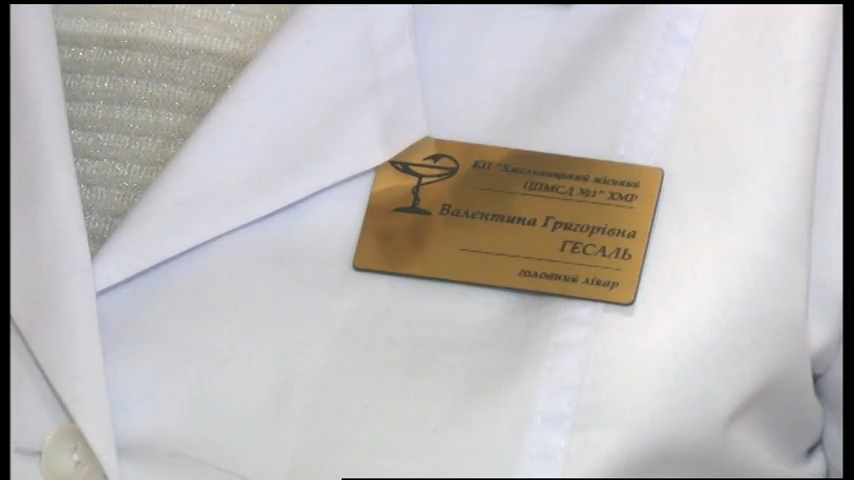 КП "Хмельницький міський
ЦПМСД №1" ХМР
Валентина Григорівна
ГЕСАЛЬ
головний лікар